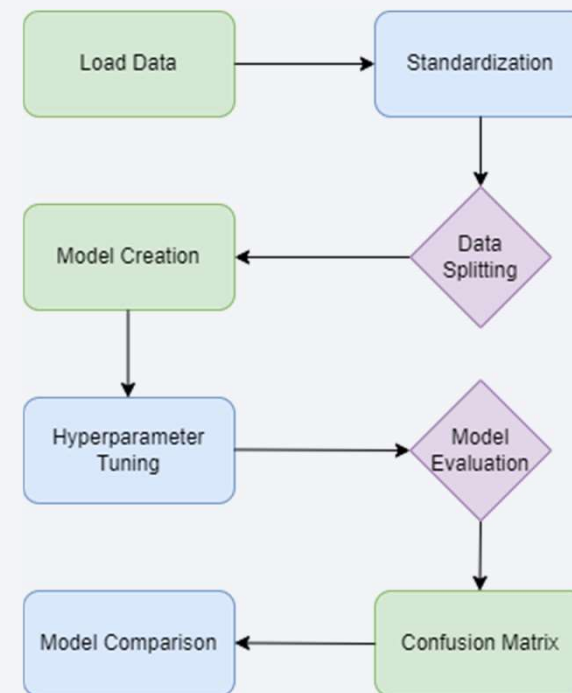 Load Data
Standardization
Data
Splitting
Model Creation
Hyperparameter
Tuning
Model
Evaluation
Confusion Matrix
Model Comparison